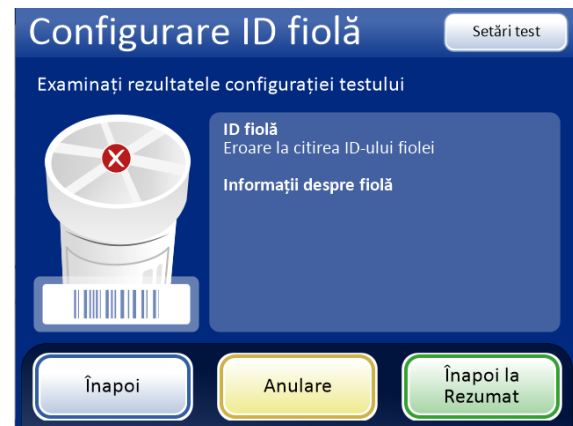 Configurare ID fiolă
Setări test
Examinați rezultatele configurației testului
ID fiolă
Eroare la citirea ID-ului fiolei
Informații despre fiolă
Înapoi
Anulare
Înapoi la
Rezumat